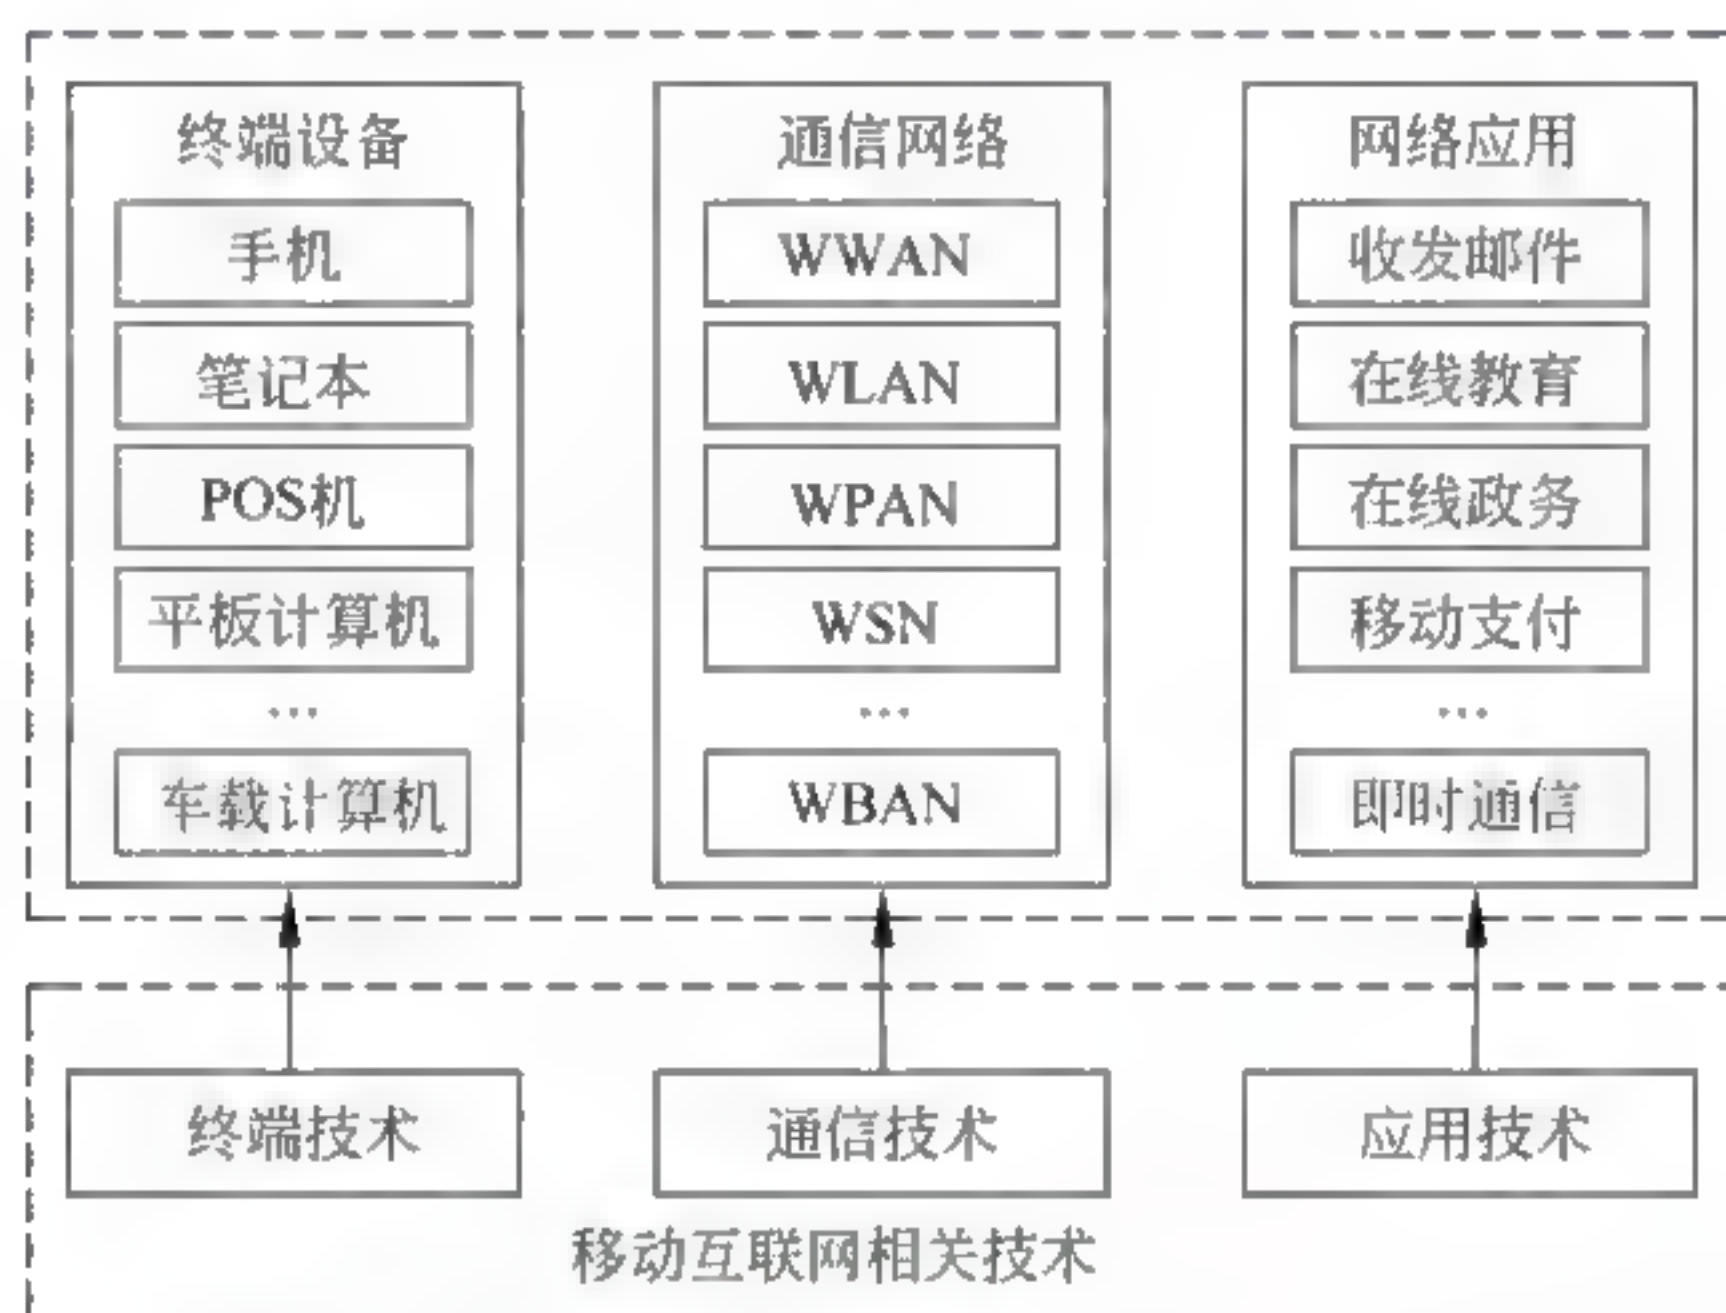 终端设备
手机
笔记本
POS机
平板计算机
…
车载计算机
通信网络
WWAN
WLAN
WPAN
WSN
…
WBAN
网络应用
收发邮件
在线教育
在线政务
移动支付
…
即时通信
终端技术
通信技术
应用技术
移动互联网相关技术